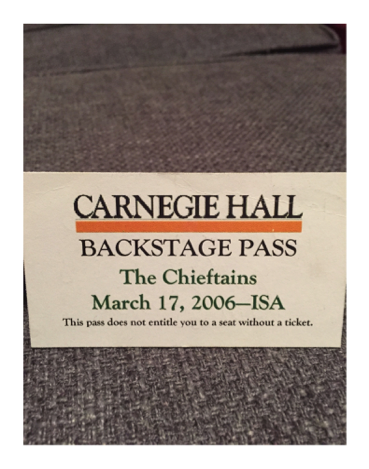 CARNEGIE HALL
BACKSTAGE PASS
The Chieftains
March 17, 2006—ISA
This pass does not entitle you to a seat without a ticket.